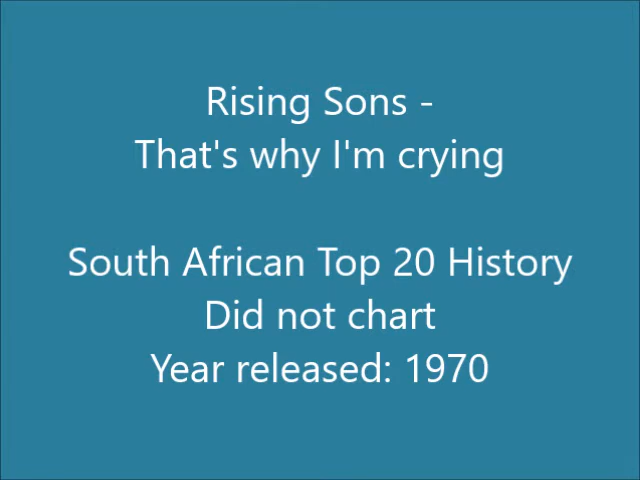 Rising Sons -
That's why I'm crying
South African Top 20 History
Did not chart
Year released: 1970